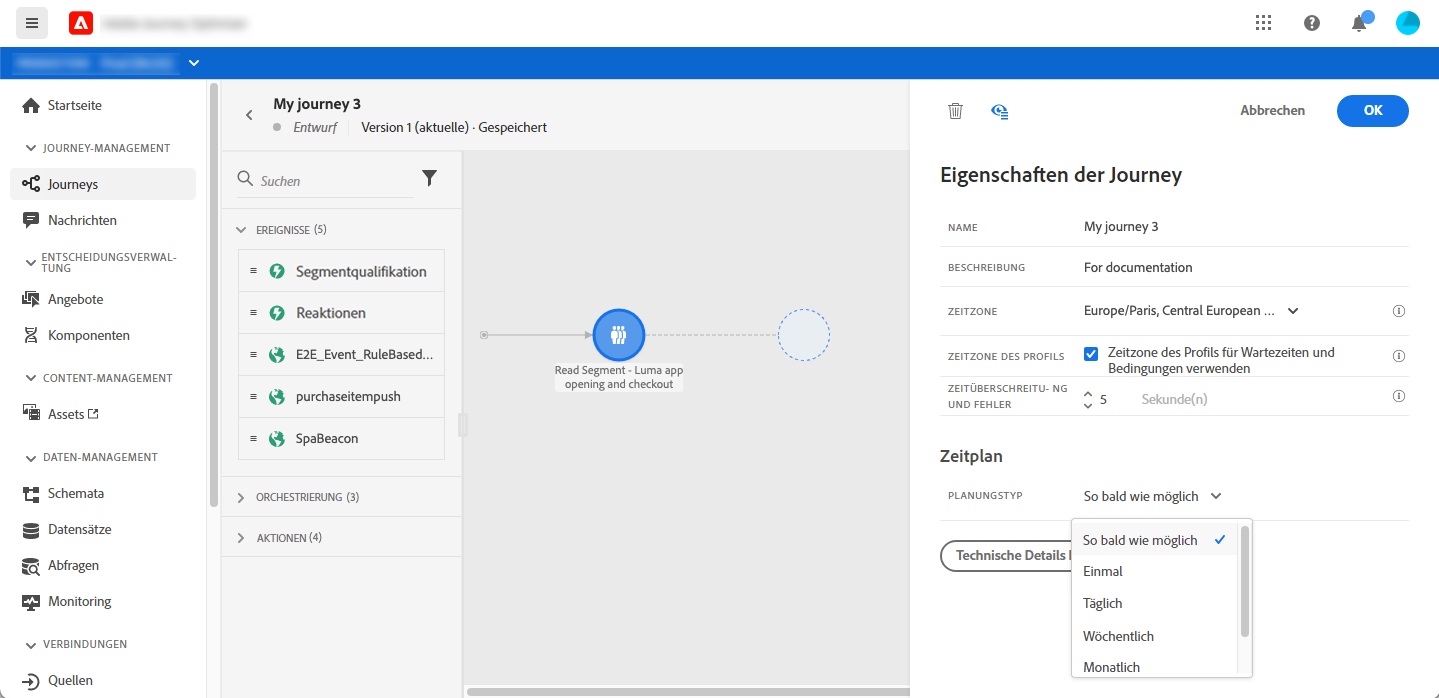 Startseite
JOURNEY-MANAGEMENT
Journeys
Nachrichten
ENTSCHEIDUNGSVERWAL-
TUNG
Angebote
Komponenten
CONTENT-MANAGEMENT
Assets
DATEN-MANAGEMENT
Schemata
Datensätze
Abfragen
Monitoring
VERBINDUNGEN
Quellen
My journey 3
Entwurf
Version 1 (aktuelle) · Gespeichert
Suchen
EREIGNISSE (5)
Segmentqualifikation
Reaktionen
E2E_Event_RuleBased...
purchaseitempush
SpaBeacon
ORCHESTRIERUNG (3)
AKTIONEN (4)
Read Segment - Luma app
opening and checkout
Abbrechen
OK
Eigenschaften der Journey
NAME
My journey 3
BESCHREIBUNG
For documentation
ZEITZONE
Europe/Paris, Central European ...
ZEITZONE DES PROFILS
Zeitzone des Profils für Wartezeiten und
Bedingungen verwenden
ZEITÜBERSCHREITU- NG
UND FEHLER
5
Sekunde(n)
Zeitplan
PLANUNGSTYP
So bald wie möglich
Technische Details
So bald wie möglich
Einmal
Täglich
Wöchentlich
Monatlich